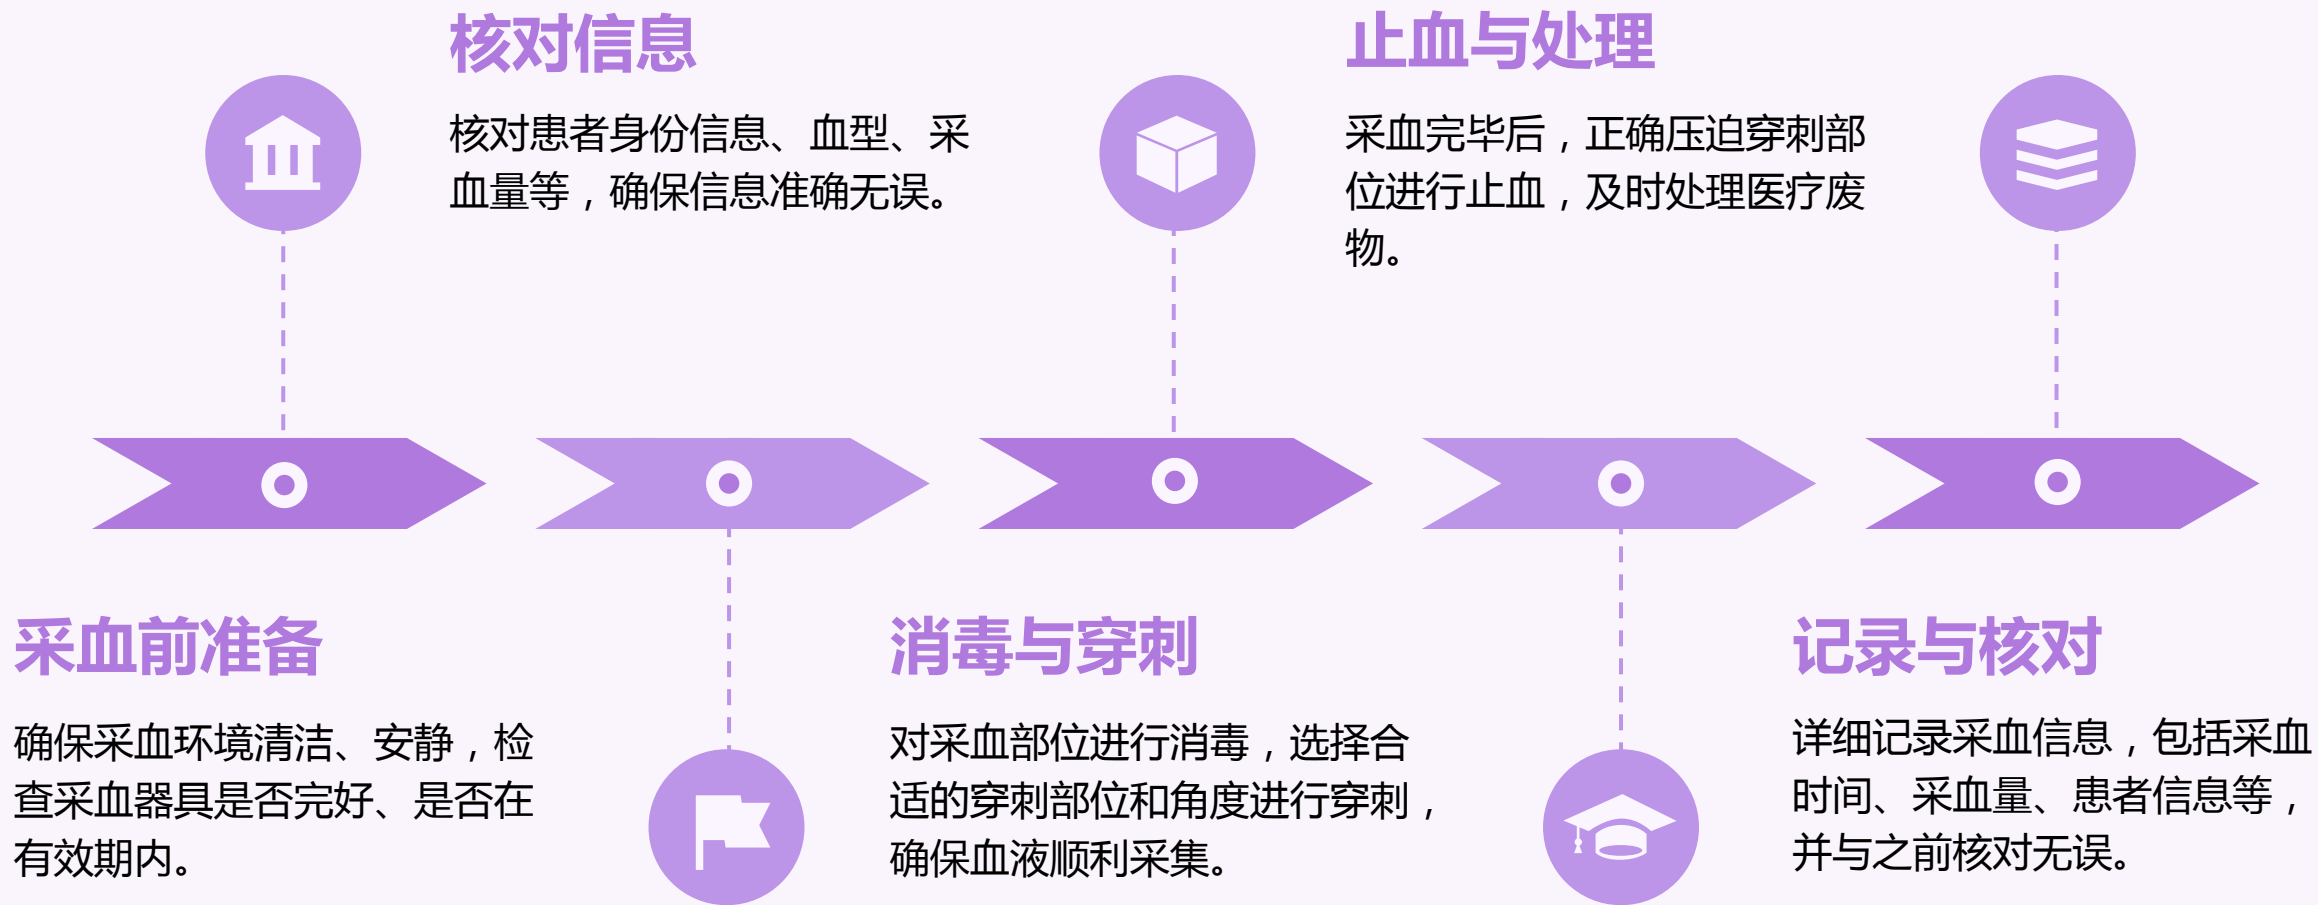 采血前准备
确保采血环境清洁、安静，检
查采血器具是否完好、是否在
有效期内。
核对信息
核对患者身份信息、血型、采
血量等，确保信息准确无误。
消毒与穿刺
对采血部位进行消毒，选择合
适的穿刺部位和角度进行穿刺，
确保血液顺利采集。
止血与处理
采血完毕后，正确压迫穿刺部
位进行止血，及时处理医疗废
物。
记录与核对
详细记录采血信息，包括采血
时间、采血量、患者信息等，
并与之前核对无误。